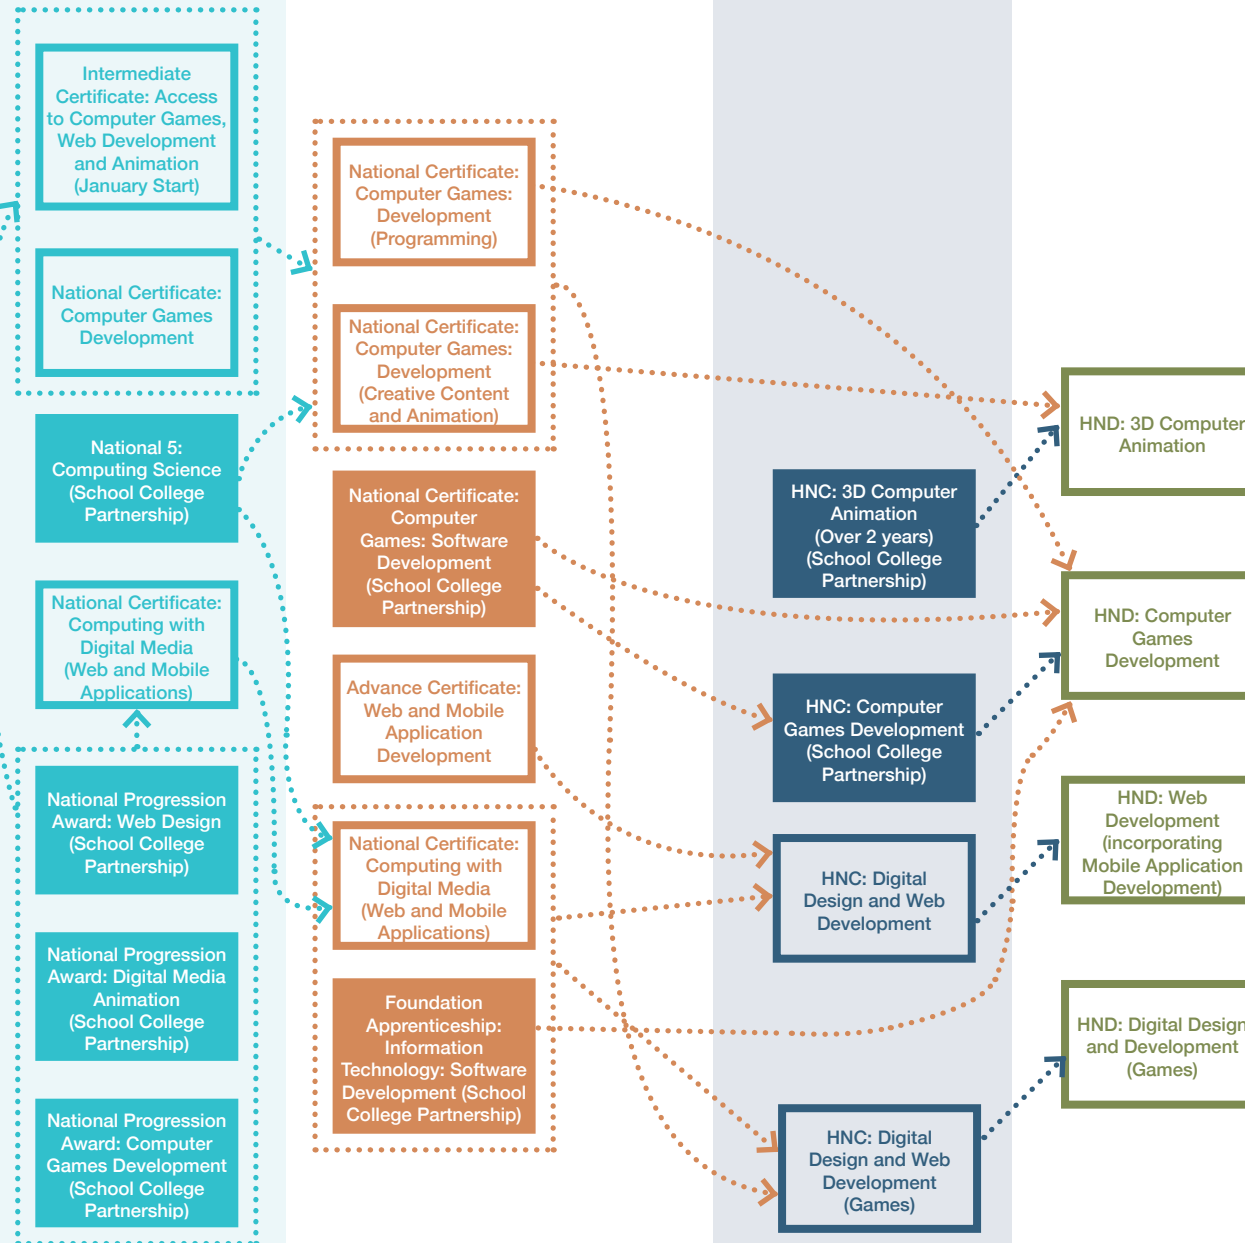 Intermediate
Certificate: Access
to Computer Games,
Web Development
and Animation
(January Start)
National Certificate:
Computer Games
Development
National 5:
Computing Science
(School College
Partnership)
National Certificate:
Computing with
Digital Media
(Web and Mobile
Applications)
National Progression
Award: Web Design
(School College
Partnership)
National Progression
Award: Digital Media
Animation
(School College
Partnership)
National Progression
Award: Computer
Games Development
(School College
Partnership)
National Certificate:
Computer Games:
Development
(Programming)
National Certificate:
Computer Games:
Development
(Creative Content
and Animation)
National Certificate:
Computer
Games: Software
Development
(School College
Partnership)
Advance Certificate:
Web and Mobile
Application
Development
National Certificate:
Computing with
Digital Media
(Web and Mobile
Applications)
Foundation
Apprenticeship:
Information
Technology: Software
Development (School
College Partnership)
HNC: 3D Computer
Animation
(Over 2 years)
(School College
Partnership)
HNC: Computer
Games Development
(School College
Partnership)
HNC: Digital
Design and Web
Development
HNC: Digital
Design and Web
Development
(Games)
HND: 3D Computer
Animation
HND: Computer
Games
Development
HND: Web
Development
(incorporating
Mobile Application
Development)
HND: Digital Design
and Development
(Games)